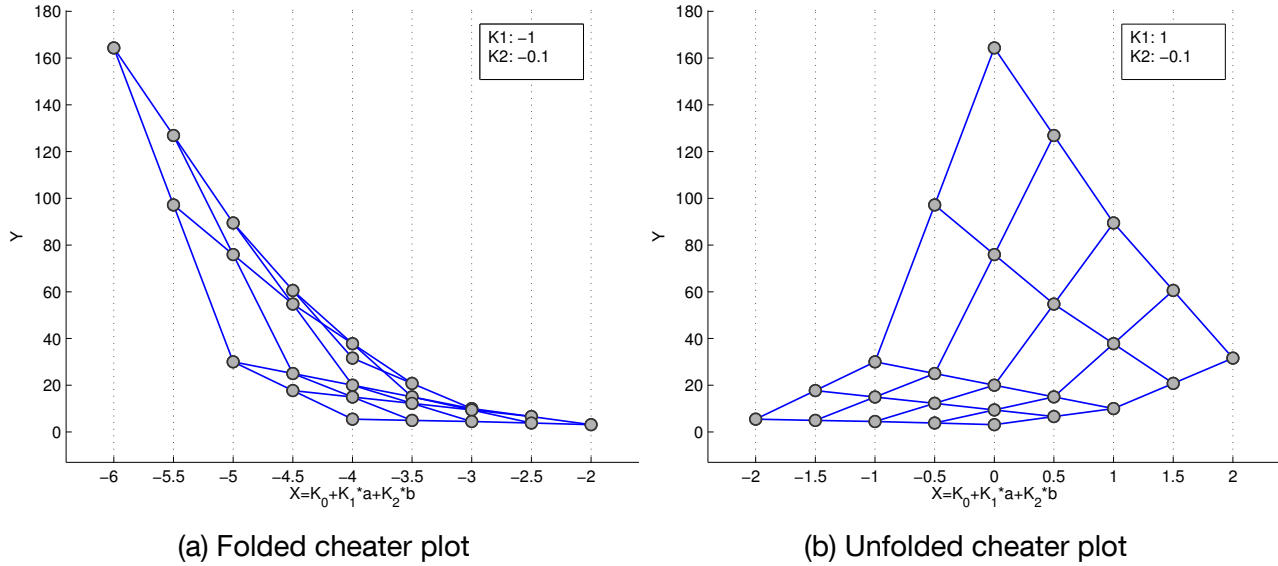 180
160
140
120
100
80
60
40
20
0
Y
K1: −1
K2: −0.1
−6 −5.5 −5 −4.5 −4 −3.5 −3 −2.5 −2
X=K₀+K₁*a+K₂*b
(a) Folded cheater plot
180
160
140
120
100
80
60
40
20
0
Y
K1: 1
K2: −0.1
−2 −1.5 −1 −0.5 0 0.5 1 1.5 2
X=K₀+K₁*a+K₂*b
(b) Unfolded cheater plot